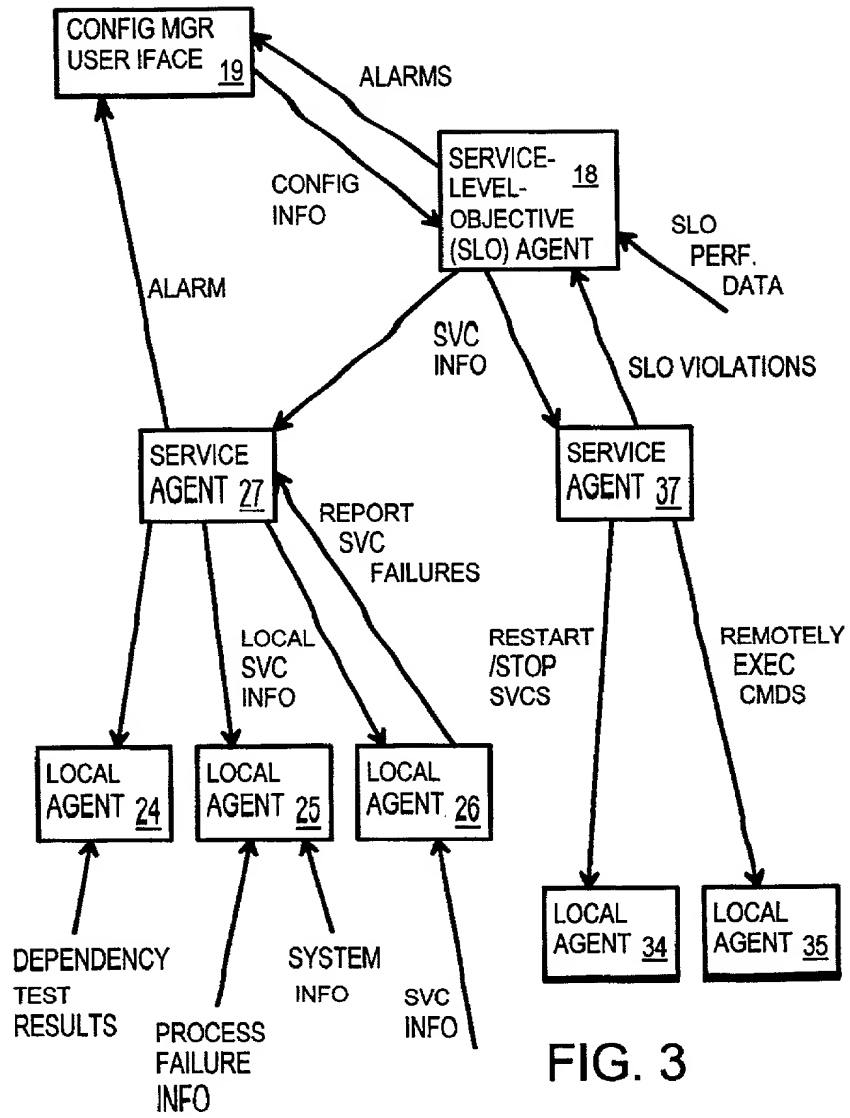 CONFIG MGR
USER IFACE
19
ALARMS
SERVICE-
LEVEL-
OBJECTIVE
(SLO) AGENT
18
CONFIG
INFO
SLO
PERF.
DATA
ALARM
SVC
INFO
SLO VIOLATIONS
SERVICE
AGENT 27
SERVICE
AGENT 37
REPORT
SVC
FAILURES
LOCAL
SVC
INFO
RESTART
/STOP
SVCS
REMOTELY
EXEC
CMDS
LOCAL
AGENT 24
LOCAL
AGENT 25
LOCAL
AGENT 26
LOCAL
AGENT 34
LOCAL
AGENT 35
DEPENDENCY
TEST
RESULTS
PROCESS
FAILURE
INFO
SYSTEM
INFO
SVC
INFO
FIG. 3